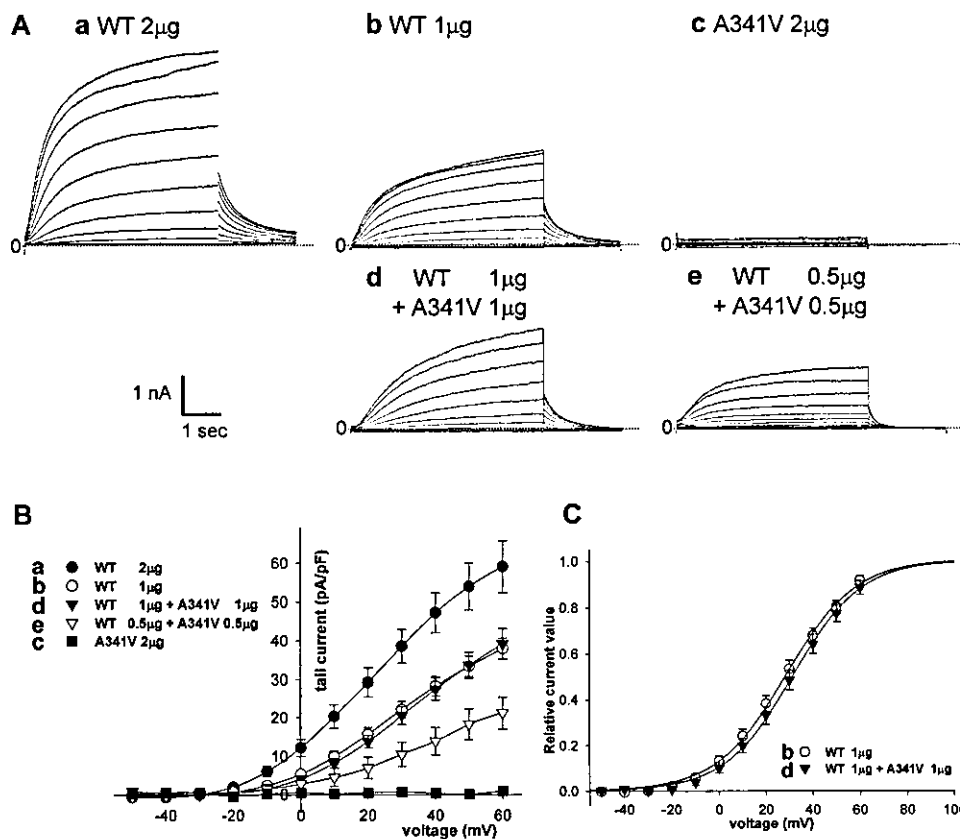 A
a WT 2μg
b WT 1μg
c A341V 2μg
0
0
0
d WT 1μg
+ A341V 1μg
e WT 0.5μg
+ A341V 0.5μg
1 nA
1 sec
0
0
B
a WT 2μg
b WT 1μg
d WT 1μg + A341V 1μg
e WT 0.5μg + A341V 0.5μg
c A341V 2μg
tail current (pA/pF)
60
50
40
30
20
10
0
-40
-20
0
20
40
60
voltage (mV)
C
Relative current value
1.0
0.8
0.6
0.4
0.2
0.0
b WT 1μg
d WT 1μg + A341V 1μg
-40
0
20
40
60
80
100
voltage (mV)